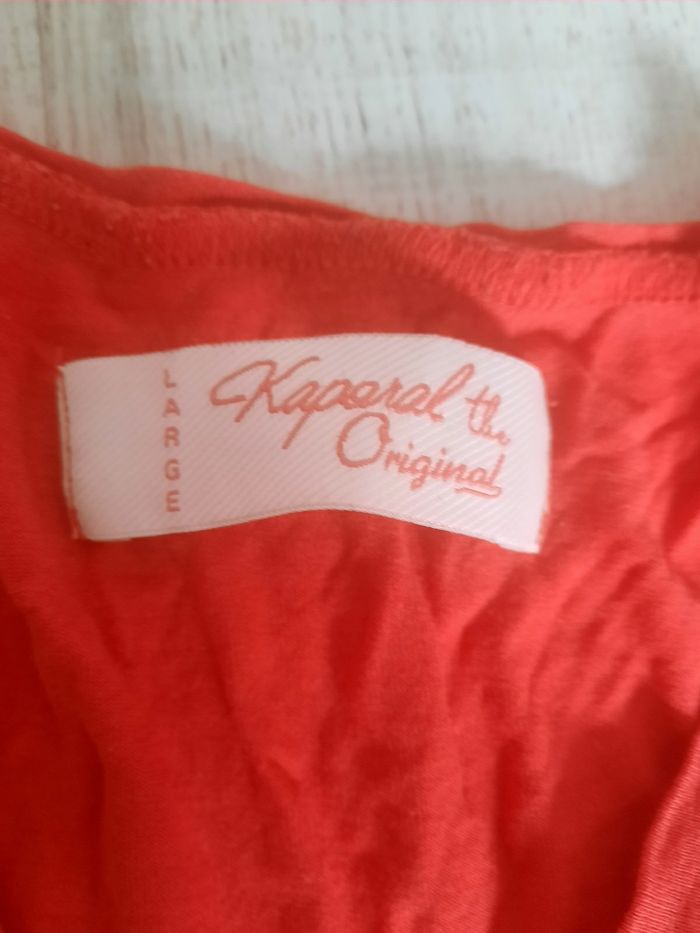 LARGE
Kaporal the
Original